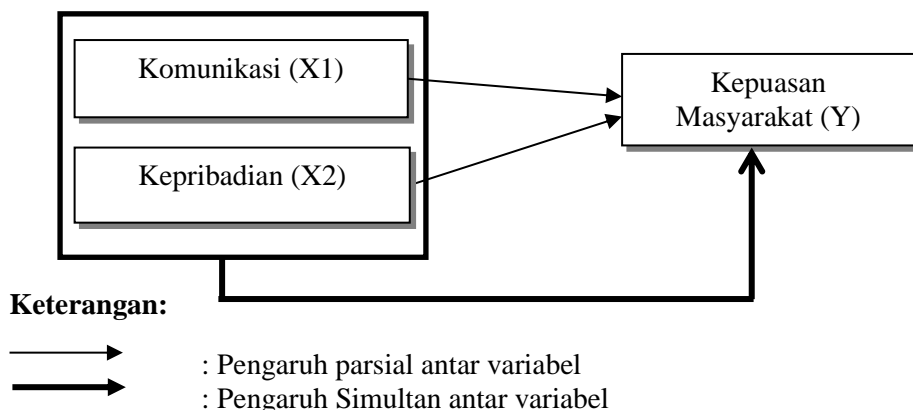 Komunikasi (X1)
Kepuasan
Masyarakat (Y)
Kepribadian (X2)
Keterangan:
: Pengaruh parsial antar variabel
: Pengaruh Simultan antar variabel